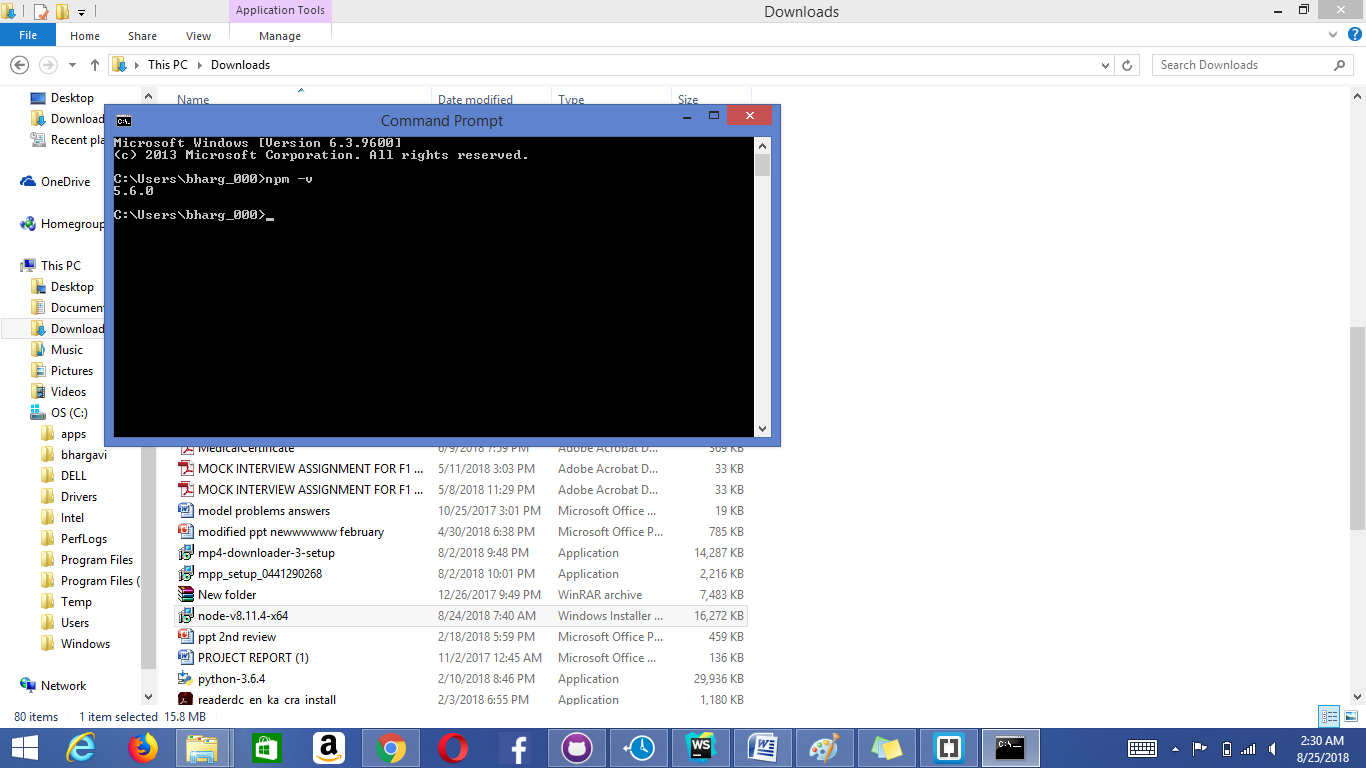 Application Tools
Downloads
File Home Share View Manage
This PC Downloads
Search Downloads
Name Date modified Type Size
Desktop
Download
Recent pla
OneDrive
Homegroup
This PC
Desktop
Documen
Download
Music
Pictures
Videos
OS (C:)
apps
bhargavi
DELL
Drivers
Intel
PerfLogs
Program Files
Program Files (
Temp
Users
Windows
Network
Command Prompt
Microsoft Windows [Version 6.3.9600]
(c) 2013 Microsoft Corporation. All rights reserved.
C:\Users\bharg_000>npm -v
5.6.0
C:\Users\bharg_000>_
MedicalCertificate 6/9/2018 7:59 PM Adobe Acrobat D... 369 KB
MOCK INTERVIEW ASSIGNMENT FOR F1 ... 5/11/2018 3:03 PM Adobe Acrobat D... 33 KB
MOCK INTERVIEW ASSIGNMENT FOR F1 ... 5/8/2018 11:29 PM Adobe Acrobat D... 33 KB
model problems answers 10/25/2017 3:01 PM Microsoft Office ... 19 KB
modified ppt newwwwww february 4/30/2018 6:38 PM Microsoft Office P... 785 KB
mp4-downloader-3-setup 8/2/2018 9:48 PM Application 14,287 KB
mpp_setup_0441290268 8/2/2018 10:01 PM Application 2,216 KB
New folder 12/26/2017 9:49 PM WinRAR archive 7,483 KB
node-v8.11.4-x64 8/24/2018 7:40 AM Windows Installer ... 16,272 KB
ppt 2nd review 2/18/2018 5:59 PM Microsoft Office P... 459 KB
PROJECT REPORT (1) 11/2/2017 12:45 AM Microsoft Office ... 136 KB
python-3.6.4 2/10/2018 8:46 PM Application 29,936 KB
readerdc_en_ka_cra_install 2/3/2018 6:55 PM Application 1,180 KB
80 items 1 item selected 15.8 MB
2:30 AM
8/25/2018